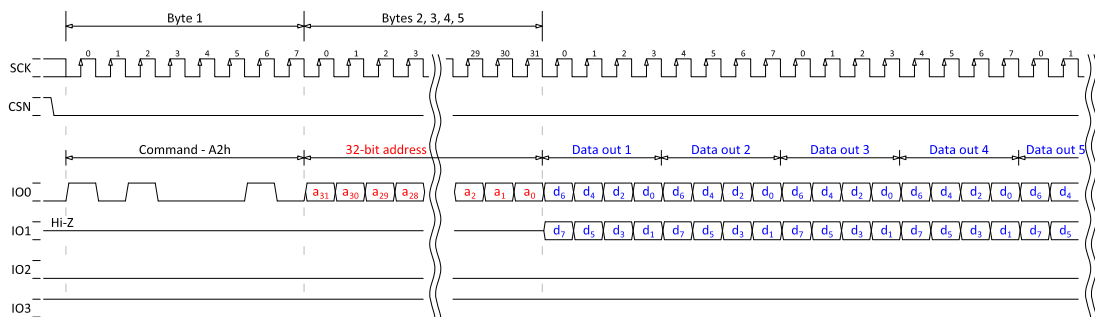 Byte 1 Bytes 2, 3, 4, 5
0 1 2 3 4 5 6 7 0 1 2 3 29 30 31 0 1 2 3 4 5 6 7 0 1 2 3 4 5 6 7 0 1
SCK
CSN
Command - A2h 32-bit address Data out 1 Data out 2 Data out 3 Data out 4 Data out 5
IO0 a31 a30 a29 a28 a2 a1 a0 d6 d4 d2 d0 d6 d4 d2 d0 d6 d4 d2 d0 d6 d4 d2 d0 d6 d4
Hi-Z
IO1 d7 d5 d3 d1 d7 d5 d3 d1 d7 d5 d3 d1 d7 d5 d3 d1 d7 d5
IO2
IO3